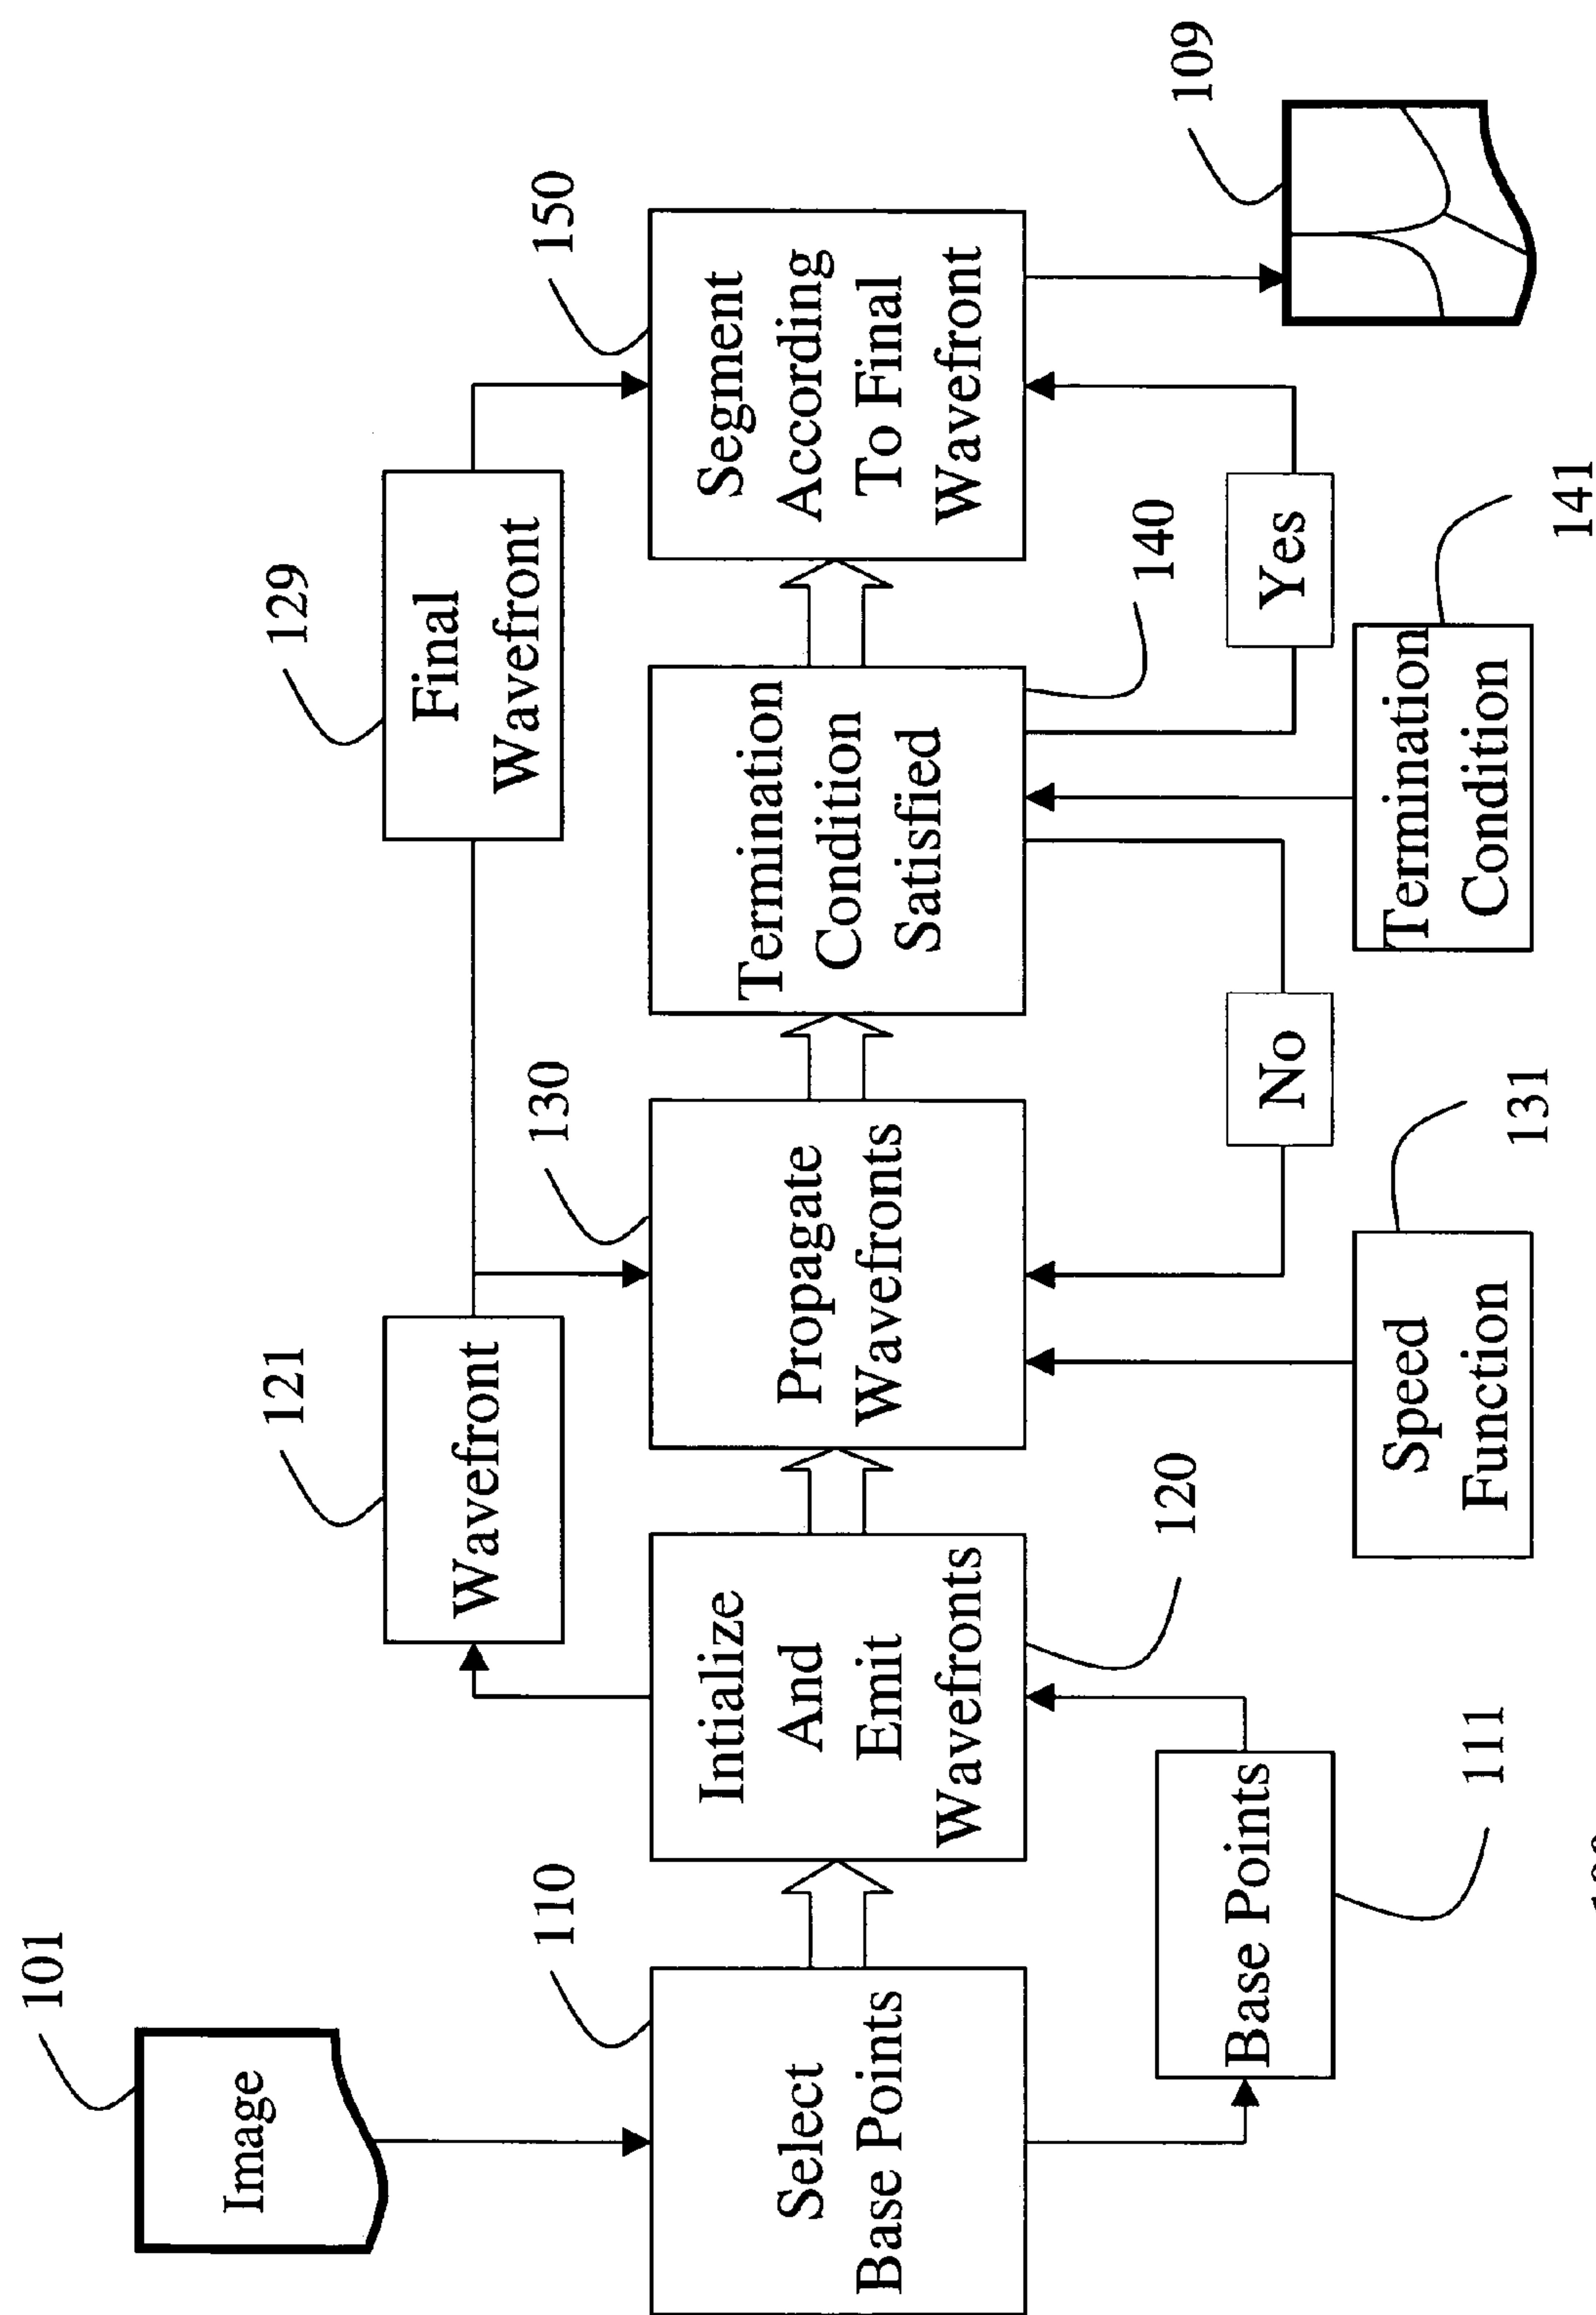 101
Image
110
Select
Base Points
Base Points
111
120
Intialize
And
Emit
Wavefronts
121
Wavefront
130
Propagate
Wavefronts
Speed
Function
131
No
129
Final
Wavefront
Termination
Condition
Satisfied
140
Termination
Condition
141
Yes
150
Segment
According
To Final
Wavefront
109